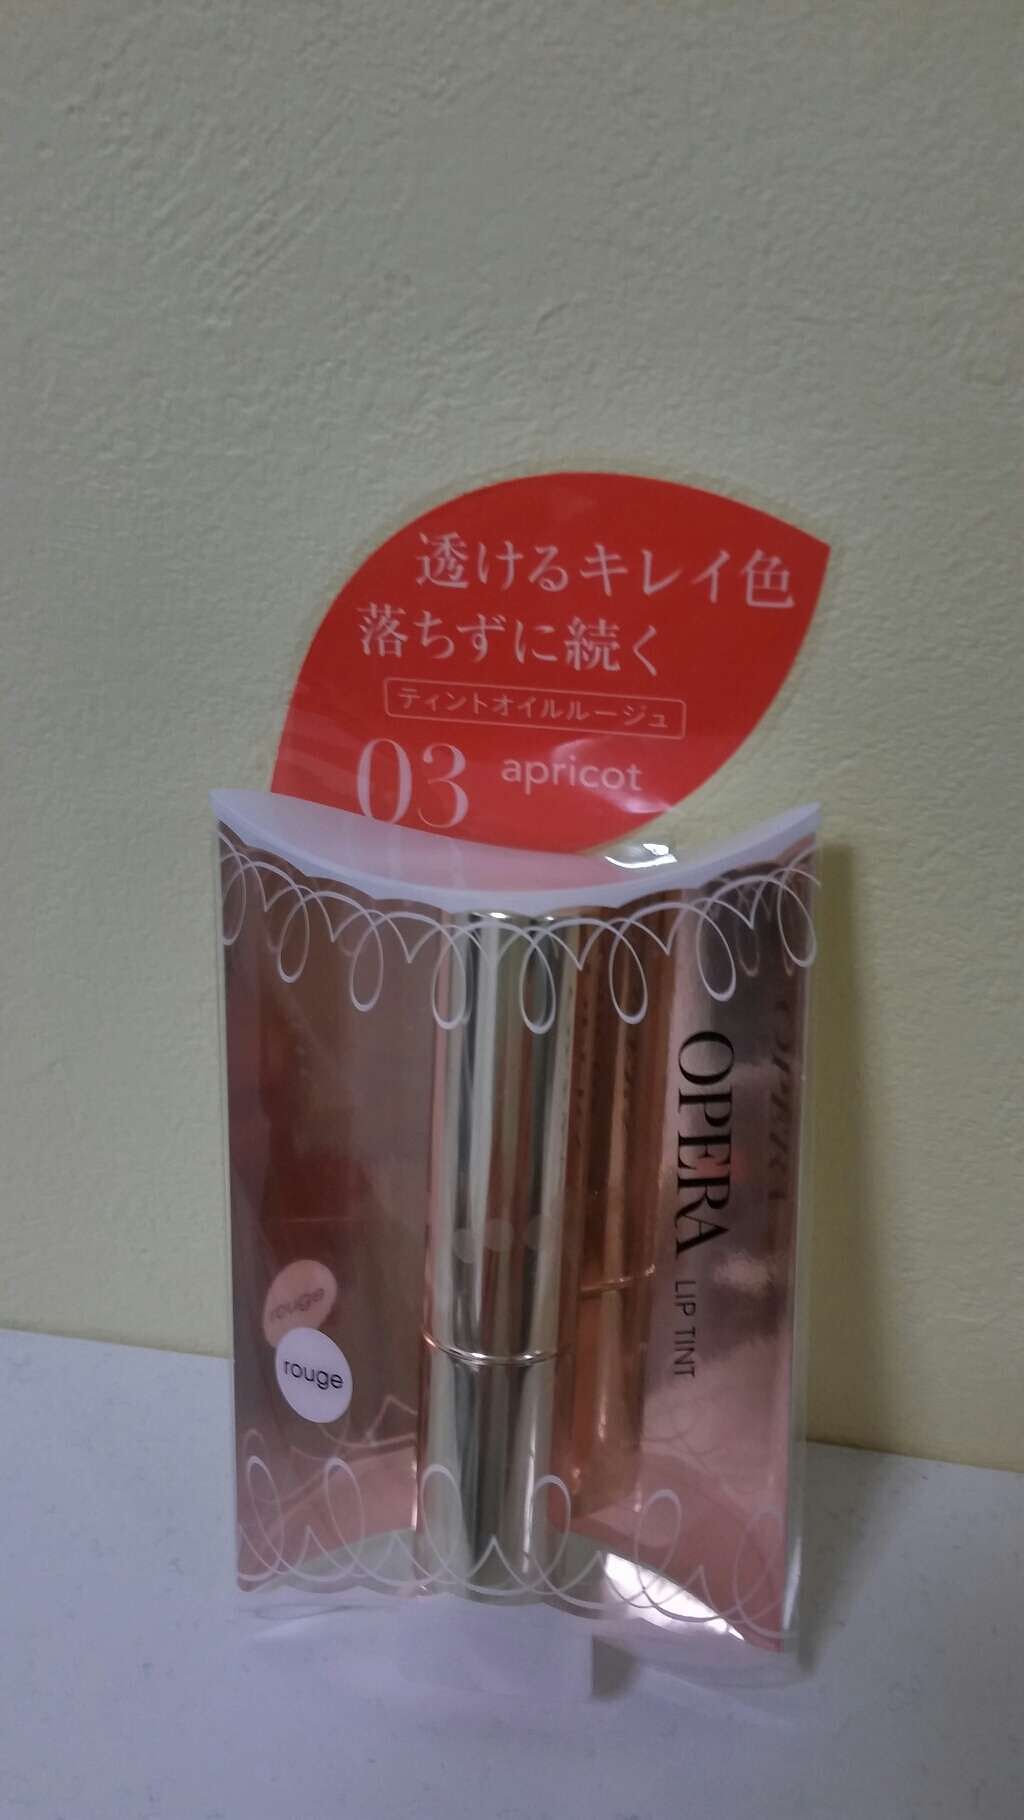 透けるキレイ色
落ちずに続く
ティントオイルルージュ
03 apricot
OPERA LIP TINT
rouge